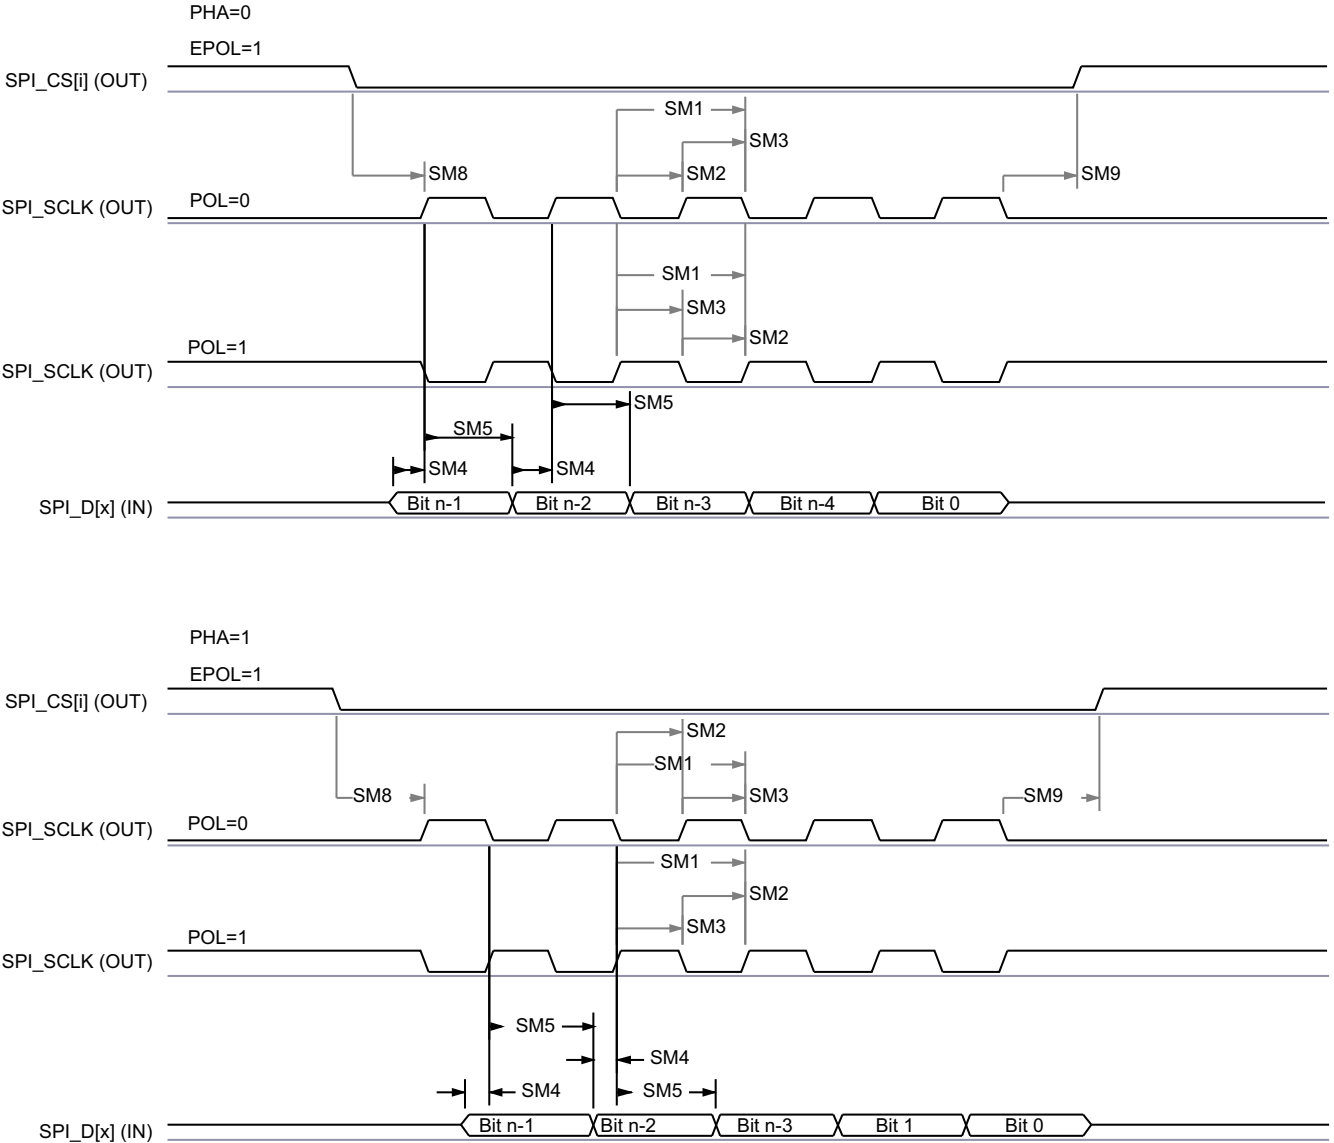 PHA=0
EPOL=1
SPI_CS[i] (OUT)
SM1
SM3
SM8
SM2
SM9
POL=0
SPI_SCLK (OUT)
SM1
SM3
SM2
POL=1
SPI_SCLK (OUT)
SM5
SM5
SM4
SM4
SPI_D[x] (IN)
Bit n-1
Bit n-2
Bit n-3
Bit n-4
Bit 0
PHA=1
EPOL=1
SPI_CS[i] (OUT)
SM2
SM1
SM8
SM3
SM9
POL=0
SPI_SCLK (OUT)
SM1
SM2
SM3
POL=1
SPI_SCLK (OUT)
SM5
SM4
SM4
SM5
SPI_D[x] (IN)
Bit n-1
Bit n-2
Bit n-3
Bit 1
Bit 0